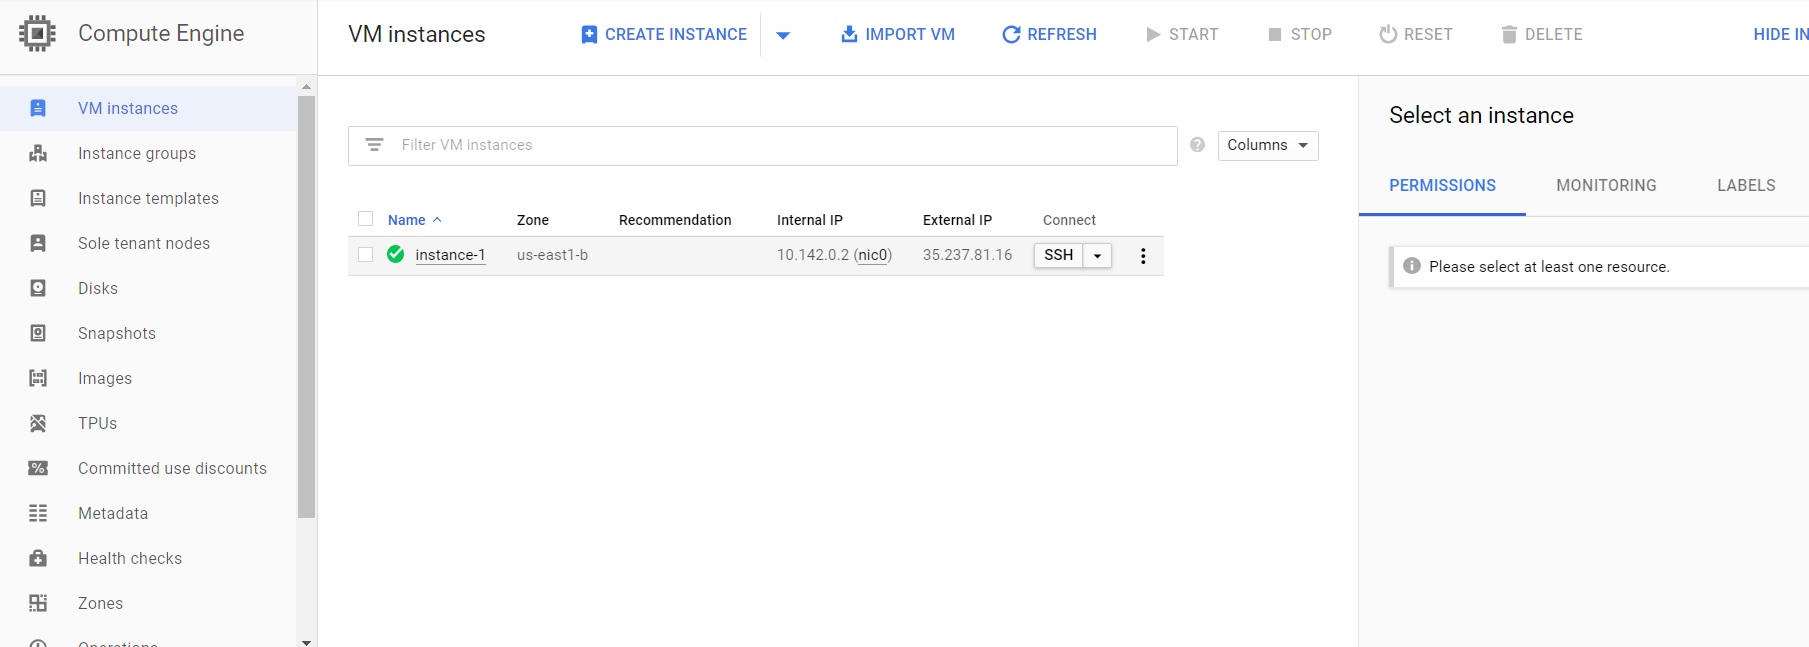 Compute Engine
VM instances
CREATE INSTANCE
IMPORT VM
REFRESH
START
STOP
RESET
DELETE
HIDE IN
VM instances
Instance groups
Instance templates
Sole tenant nodes
Disks
Snapshots
Images
TPUs
Committed use discounts
Metadata
Health checks
Zones
Operations
Filter VM instances
?
Columns
Name Zone Recommendation Internal IP External IP Connect
instance-1 us-east1-b 10.142.0.2 (nic0) 35.237.81.16 SSH
Select an instance
PERMISSIONS MONITORING LABELS
Please select at least one resource.